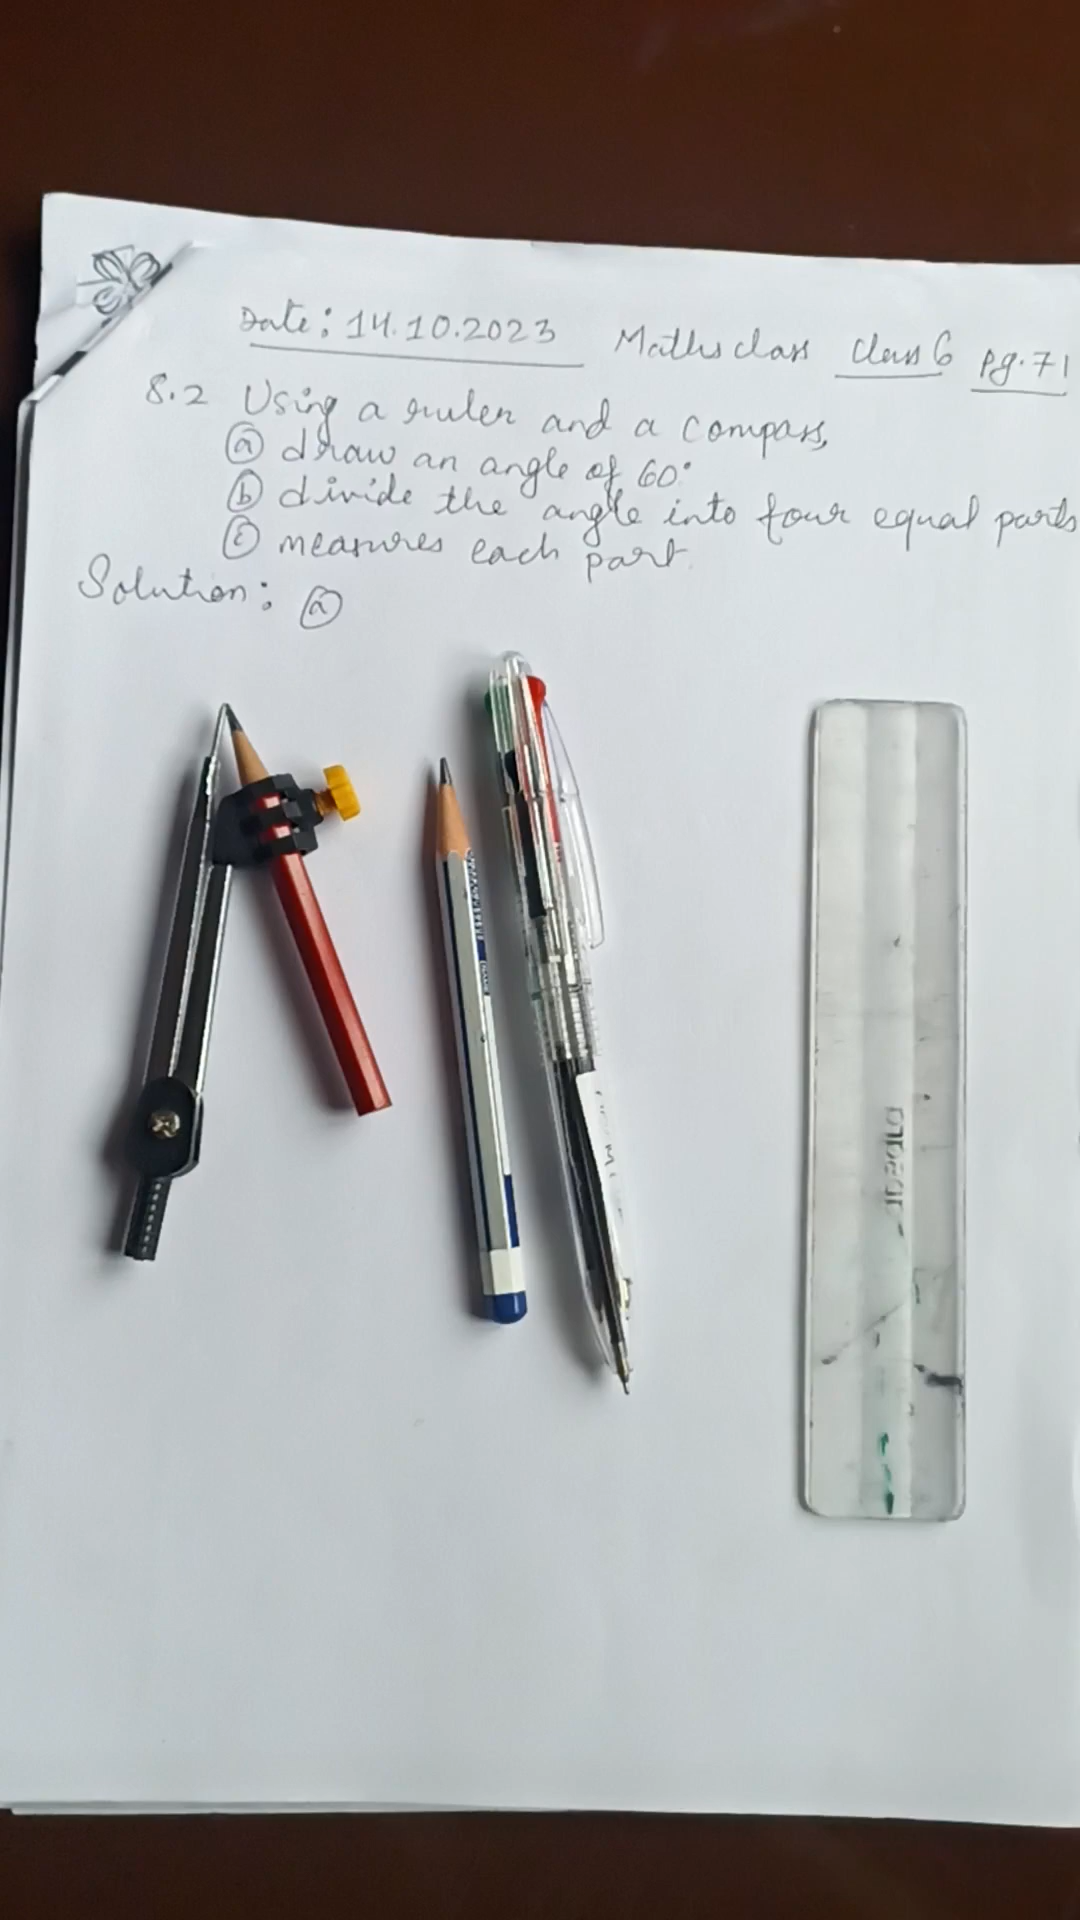 Date: 14.10.2023 Maths class Class 6 pg. 71
8.2 Using a ruler and a compass,
(a) draw an angle of 60°
(b) divide the angle into four equal parts
(c) measures each part.
Solution: (a)